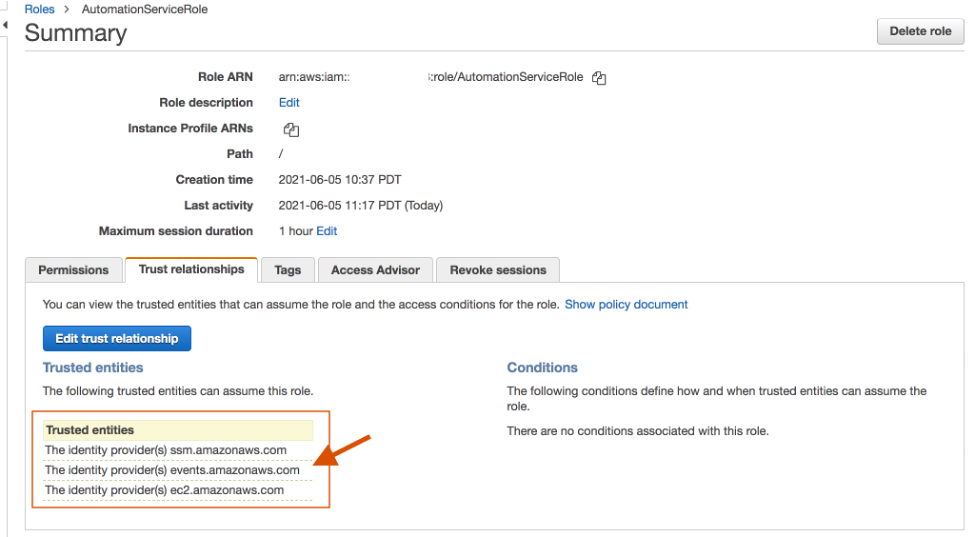 Roles > AutomationServiceRole
Summary
Delete role
Role ARN arn:aws:iam:: :role/AutomationServiceRole
Role description Edit
Instance Profile ARNs
Path /
Creation time 2021-06-05 10:37 PDT
Last activity 2021-06-05 11:17 PDT (Today)
Maximum session duration 1 hour Edit
Permissions Trust relationships Tags Access Advisor Revoke sessions
You can view the trusted entities that can assume the role and the access conditions for the role. Show policy document
Edit trust relationship
Trusted entities
The following trusted entities can assume this role.
Trusted entities
The identity provider(s) ssm.amazonaws.com
The identity provider(s) events.amazonaws.com
The identity provider(s) ec2.amazonaws.com
Conditions
The following conditions define how and when trusted entities can assume the
role.
There are no conditions associated with this role.